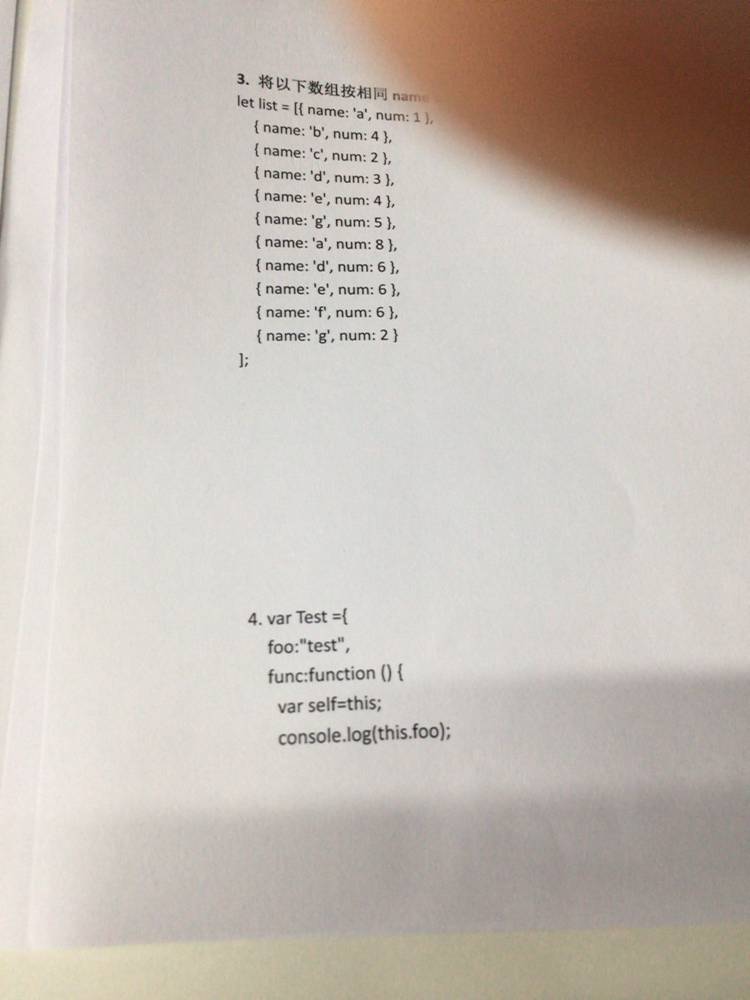 3. 将以下数组按相同 name
let list = [{ name: 'a', num: 1 },
{ name: 'b', num: 4 },
{ name: 'c', num: 2 },
{ name: 'd', num: 3 },
{ name: 'e', num: 4 },
{ name: 'g', num: 5 },
{ name: 'a', num: 8 },
{ name: 'd', num: 6 },
{ name: 'e', num: 6 },
{ name: 'f', num: 6 },
{ name: 'g', num: 2 }
];
4. var Test ={
foo:"test",
func:function () {
var self=this;
console.log(this.foo);